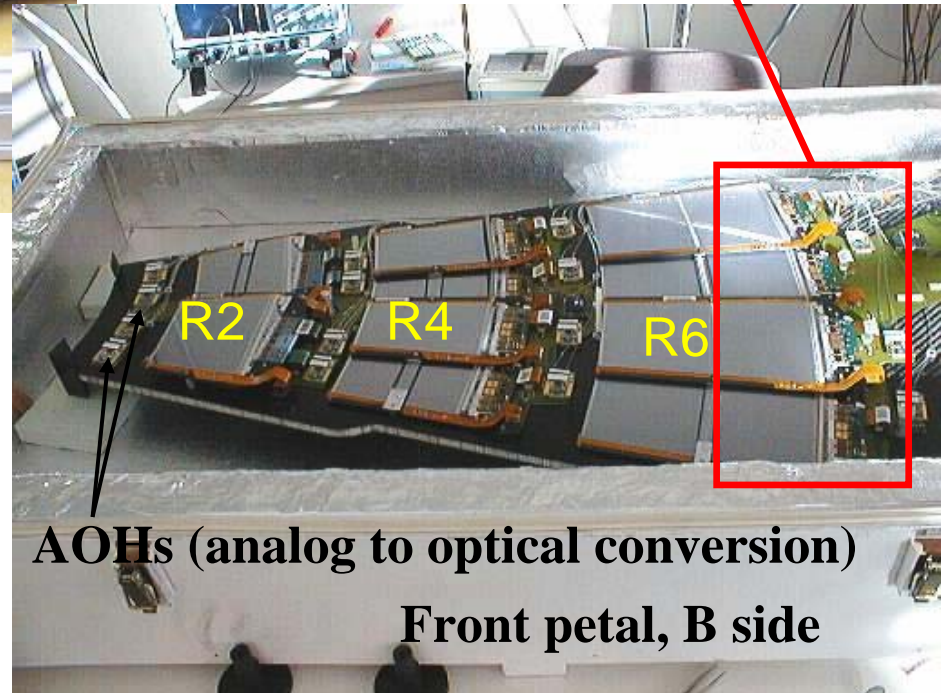 R2 R4 R6
AOHs (analog to optical conversion)
Front petal, B side